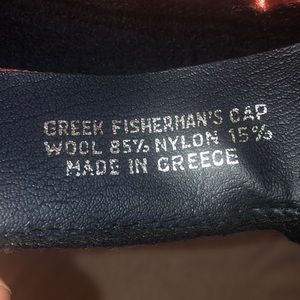 GREEK FISHERMAN'S CAP
WOOL 85% NYLON 15%
MADE IN GREECE